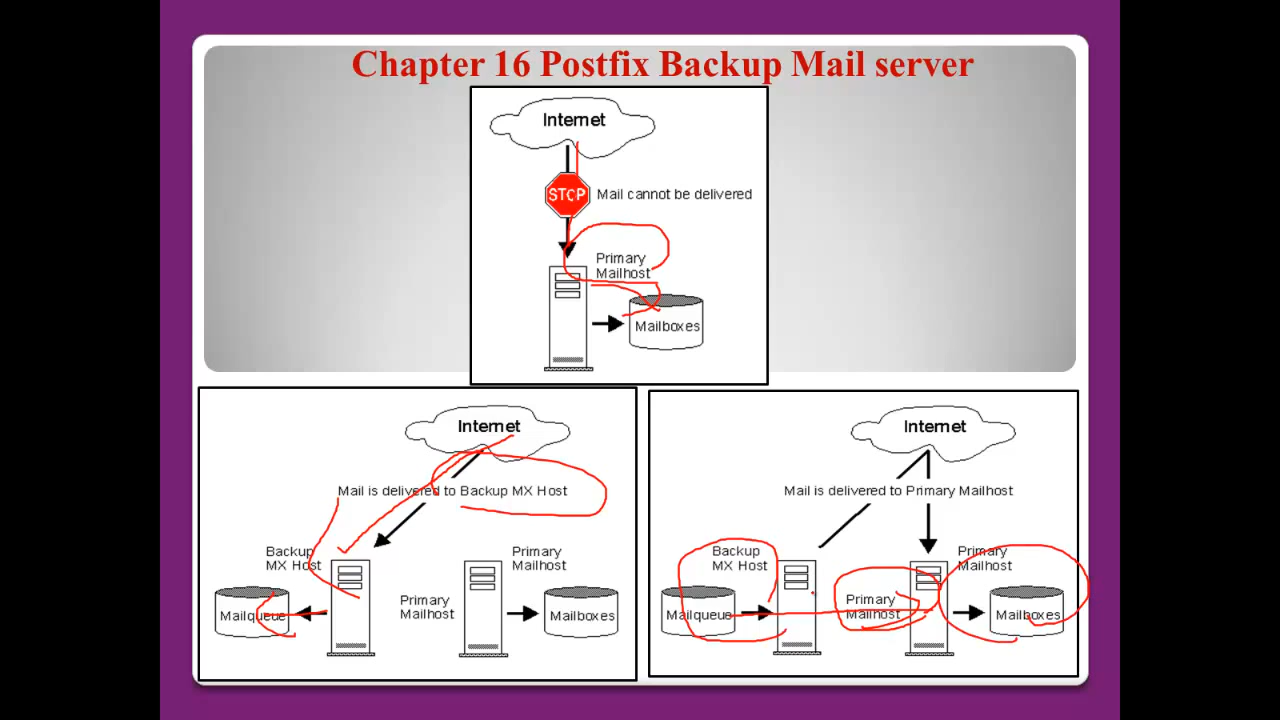 Chapter 16 Postfix Backup Mail server
Internet
STOP
Mail cannot be delivered
Primary
Mailhost
Mailboxes
Internet
Mail is delivered to Backup MX Host
Backup
MX Host
Primary
Mailhost
Mailqueue
Primary
Mailhost
Mailboxes
Internet
Mail is delivered to Primary Mailhost
Backup
MX Host
Primary
Mailhost
Mailqueue
Primary
Mailhost
Mailboxes